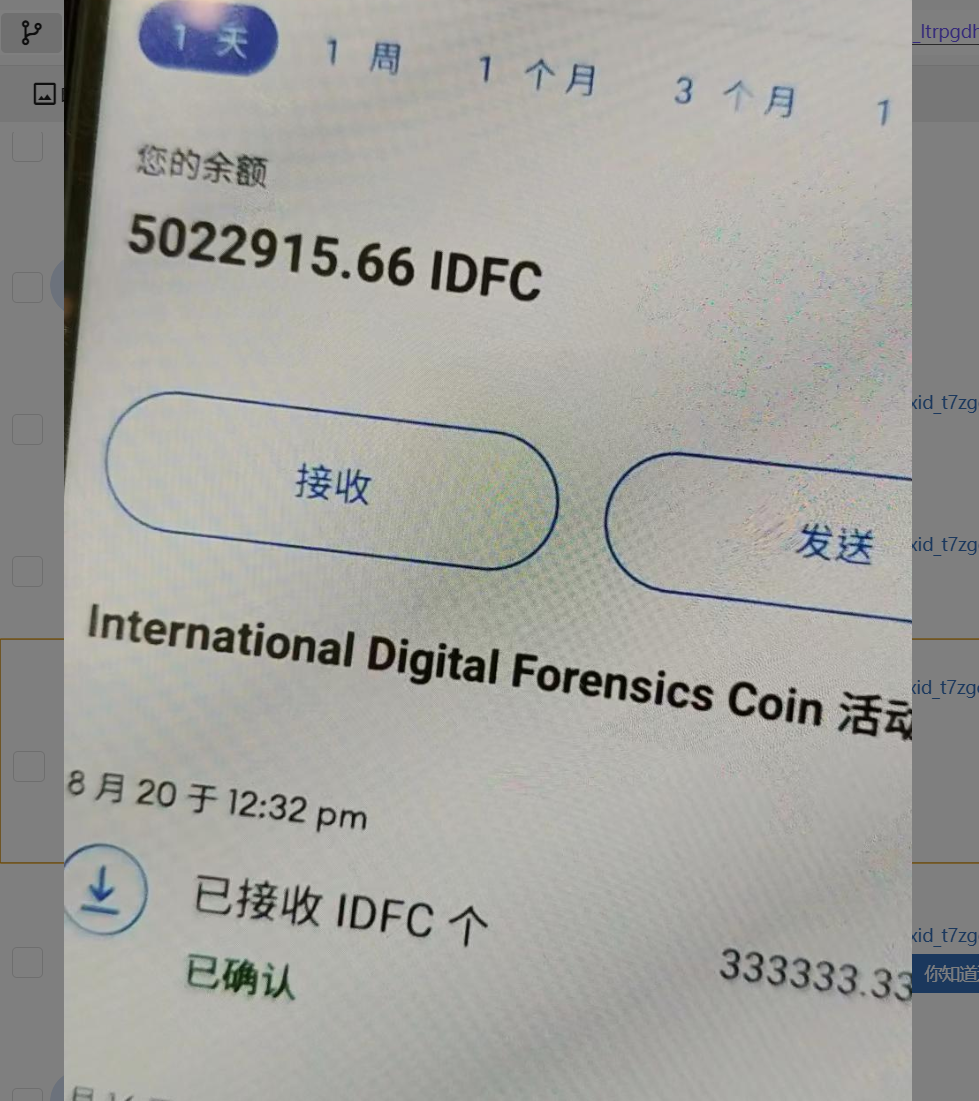 _ltrpgdh
1 天 1 周 1 个月 3 个月 1
您的余额
5022915.66 IDFC
接收 发送
International Digital Forensics Coin 活动
8 月 20 于 12:32 pm
已接收 IDFC 个
333333.33
已确认
xid_t7zg
xid_t7zg
xid_t7zg
xid_t7zg
你知道